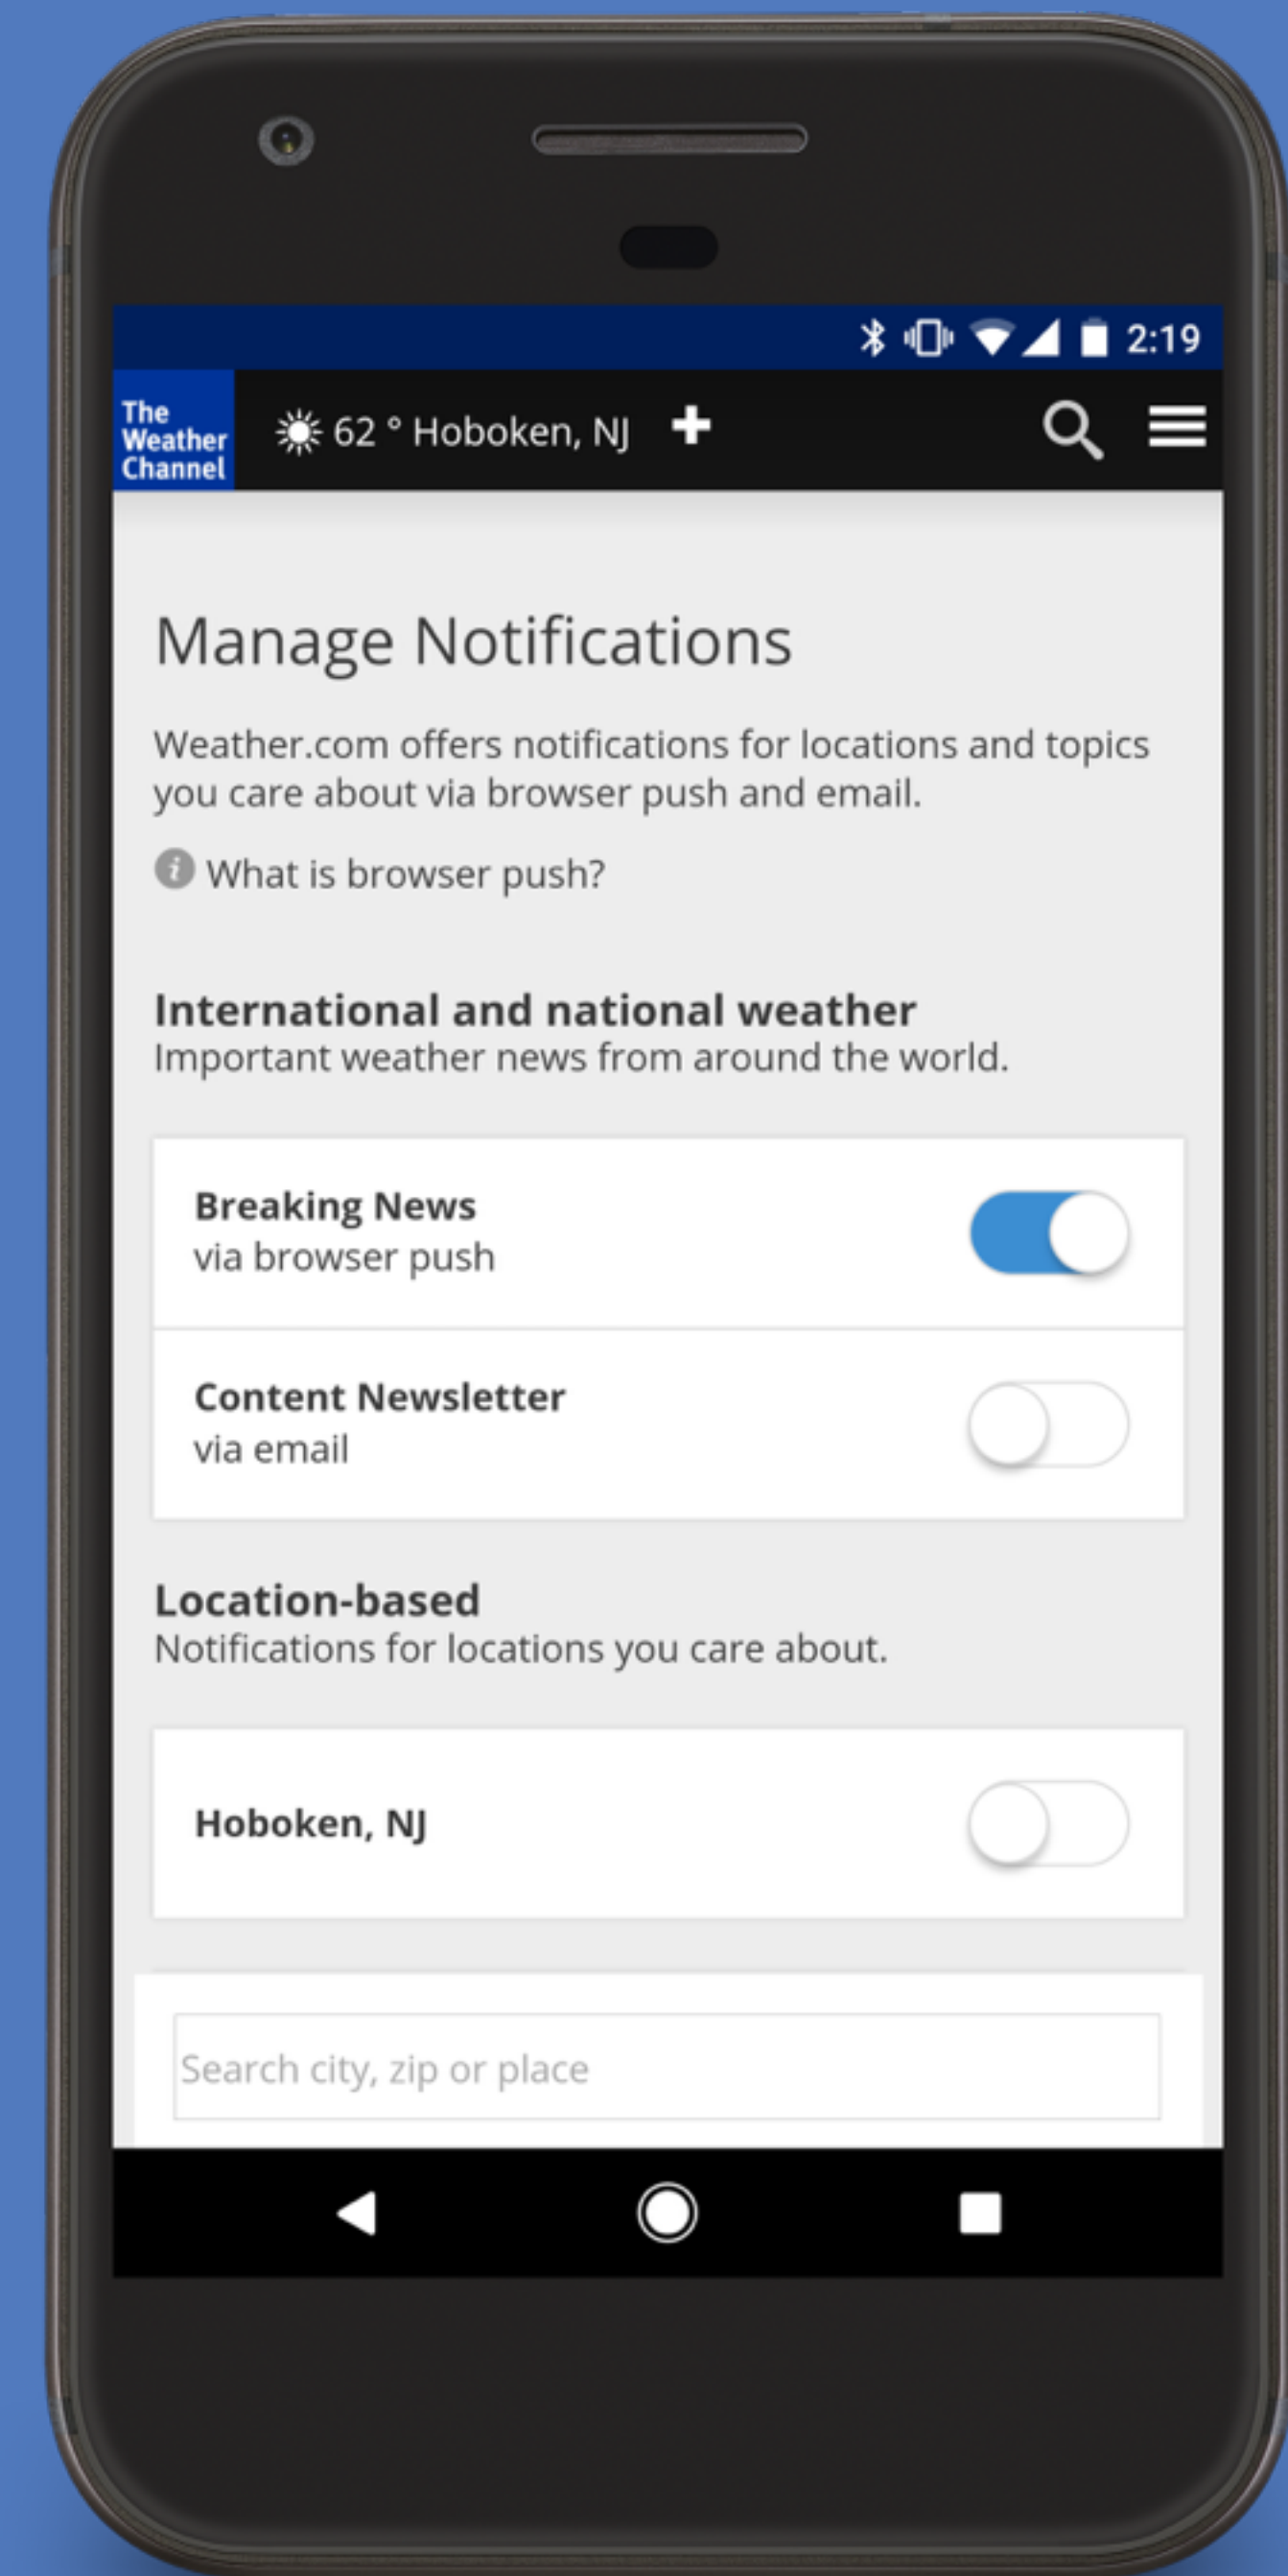 2:19
The
Weather
Channel
62 ° Hoboken, NJ
Manage Notifications
Weather.com offers notifications for locations and topics
you care about via browser push and email.
What is browser push?
International and national weather
Important weather news from around the world.
Breaking News
via browser push
Content Newsletter
via email
Location-based
Notifications for locations you care about.
Hoboken, NJ
Search city, zip or place